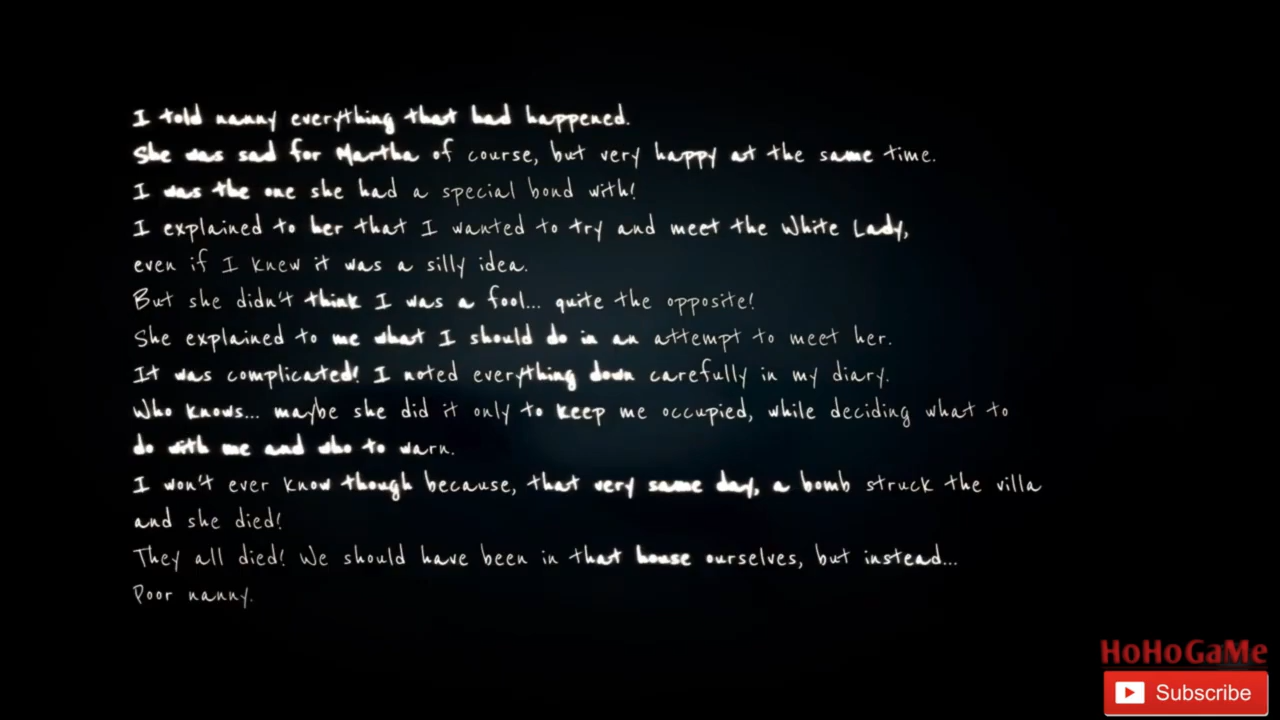 I told nanny everything that had happened.
She was sad for Martha of course, but very happy at the same time.
I was the one she had a special bond with!
I explained to her that I wanted to try and meet the White Lady,
even if I knew it was a silly idea.
But she didn't think I was a fool... quite the opposite!
She explained to me what I should do in an attempt to meet her.
It was complicated! I noted everything down carefully in my diary.
Who knows... maybe she did it only to keep me occupied, while deciding what to
do with me and who to warn.
I won't ever know though because, that very same day, a bomb struck the villa
and she died!
They all died! We should have been in that house ourselves, but instead...
Poor nanny.
HoHoGaMe
Subscribe